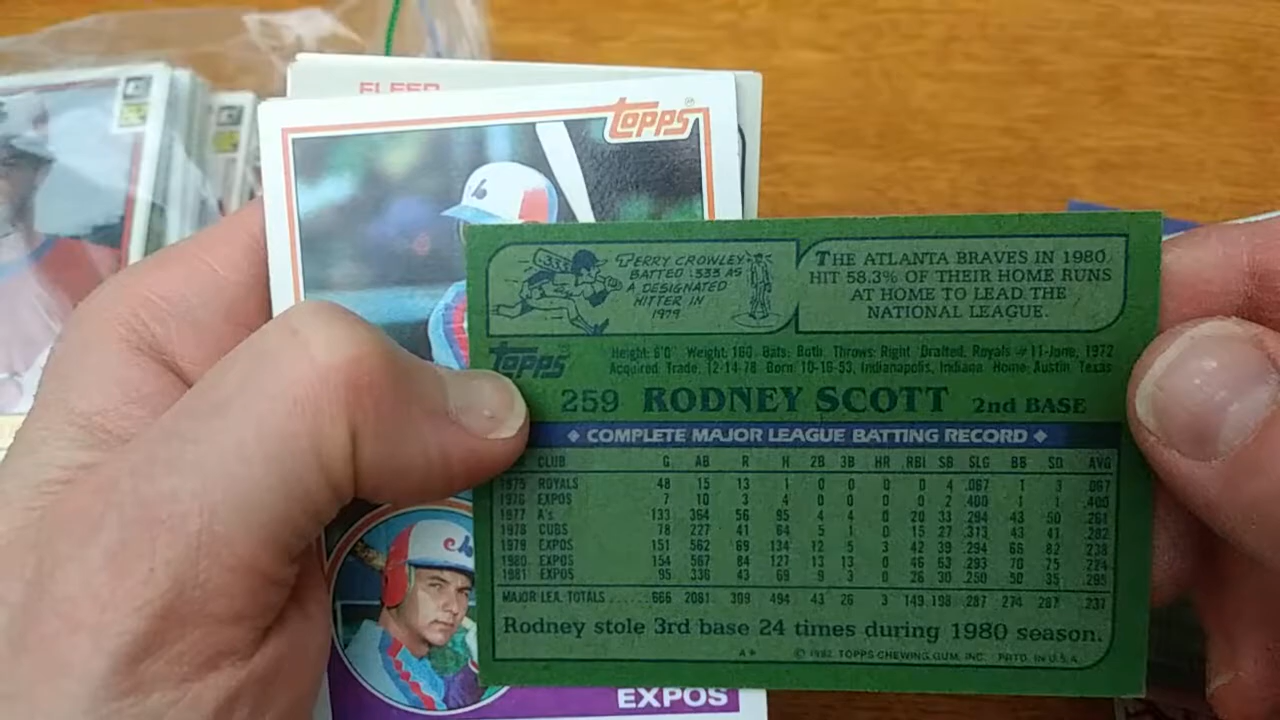 FLEER
topps
TERRY CROWLEY
BATTED .333 AS
A DESIGNATED
HITTER IN
1979
THE ATLANTA BRAVES IN 1980
HIT 58.3% OF THEIR HOME RUNS
AT HOME TO LEAD THE
NATIONAL LEAGUE.
topps
Height: 6'0" Weight: 160 Bats: Both Throws: Right Drafted: Royals #11-June, 1972
Acquired: Trade, 12-14-78 Born: 10-16-53, Indianapolis, Indiana Home: Austin, Texas
259 RODNEY SCOTT 2nd BASE
COMPLETE MAJOR LEAGUE BATTING RECORD
CLUB G AB R H 2B 3B HR RBI SB SLG BB SO AVG
1975 ROYALS 48 15 13 1 0 0 0 0 4 .067 1 3 .067
1976 EXPOS 7 10 3 4 0 0 0 0 2 .400 1 1 .400
1977 A's 133 364 56 95 4 4 0 20 33 .294 43 50 .261
1978 CUBS 78 227 41 64 5 1 0 15 27 .313 43 41 .282
1979 EXPOS 151 562 69 134 12 5 3 42 39 .294 66 82 .238
1980 EXPOS 154 567 84 127 13 13 0 46 63 .293 70 75 .224
1981 EXPOS 95 336 43 69 9 3 0 26 30 .250 50 35 .205
MAJOR LEA. TOTALS ...... 666 2081 309 494 43 26 3 149 198 .287 274 287 .237
Rodney stole 3rd base 24 times during 1980 season.
A* © 1982 TOPPS CHEWING GUM, INC. PRTD. IN U.S.A.
EXPOS